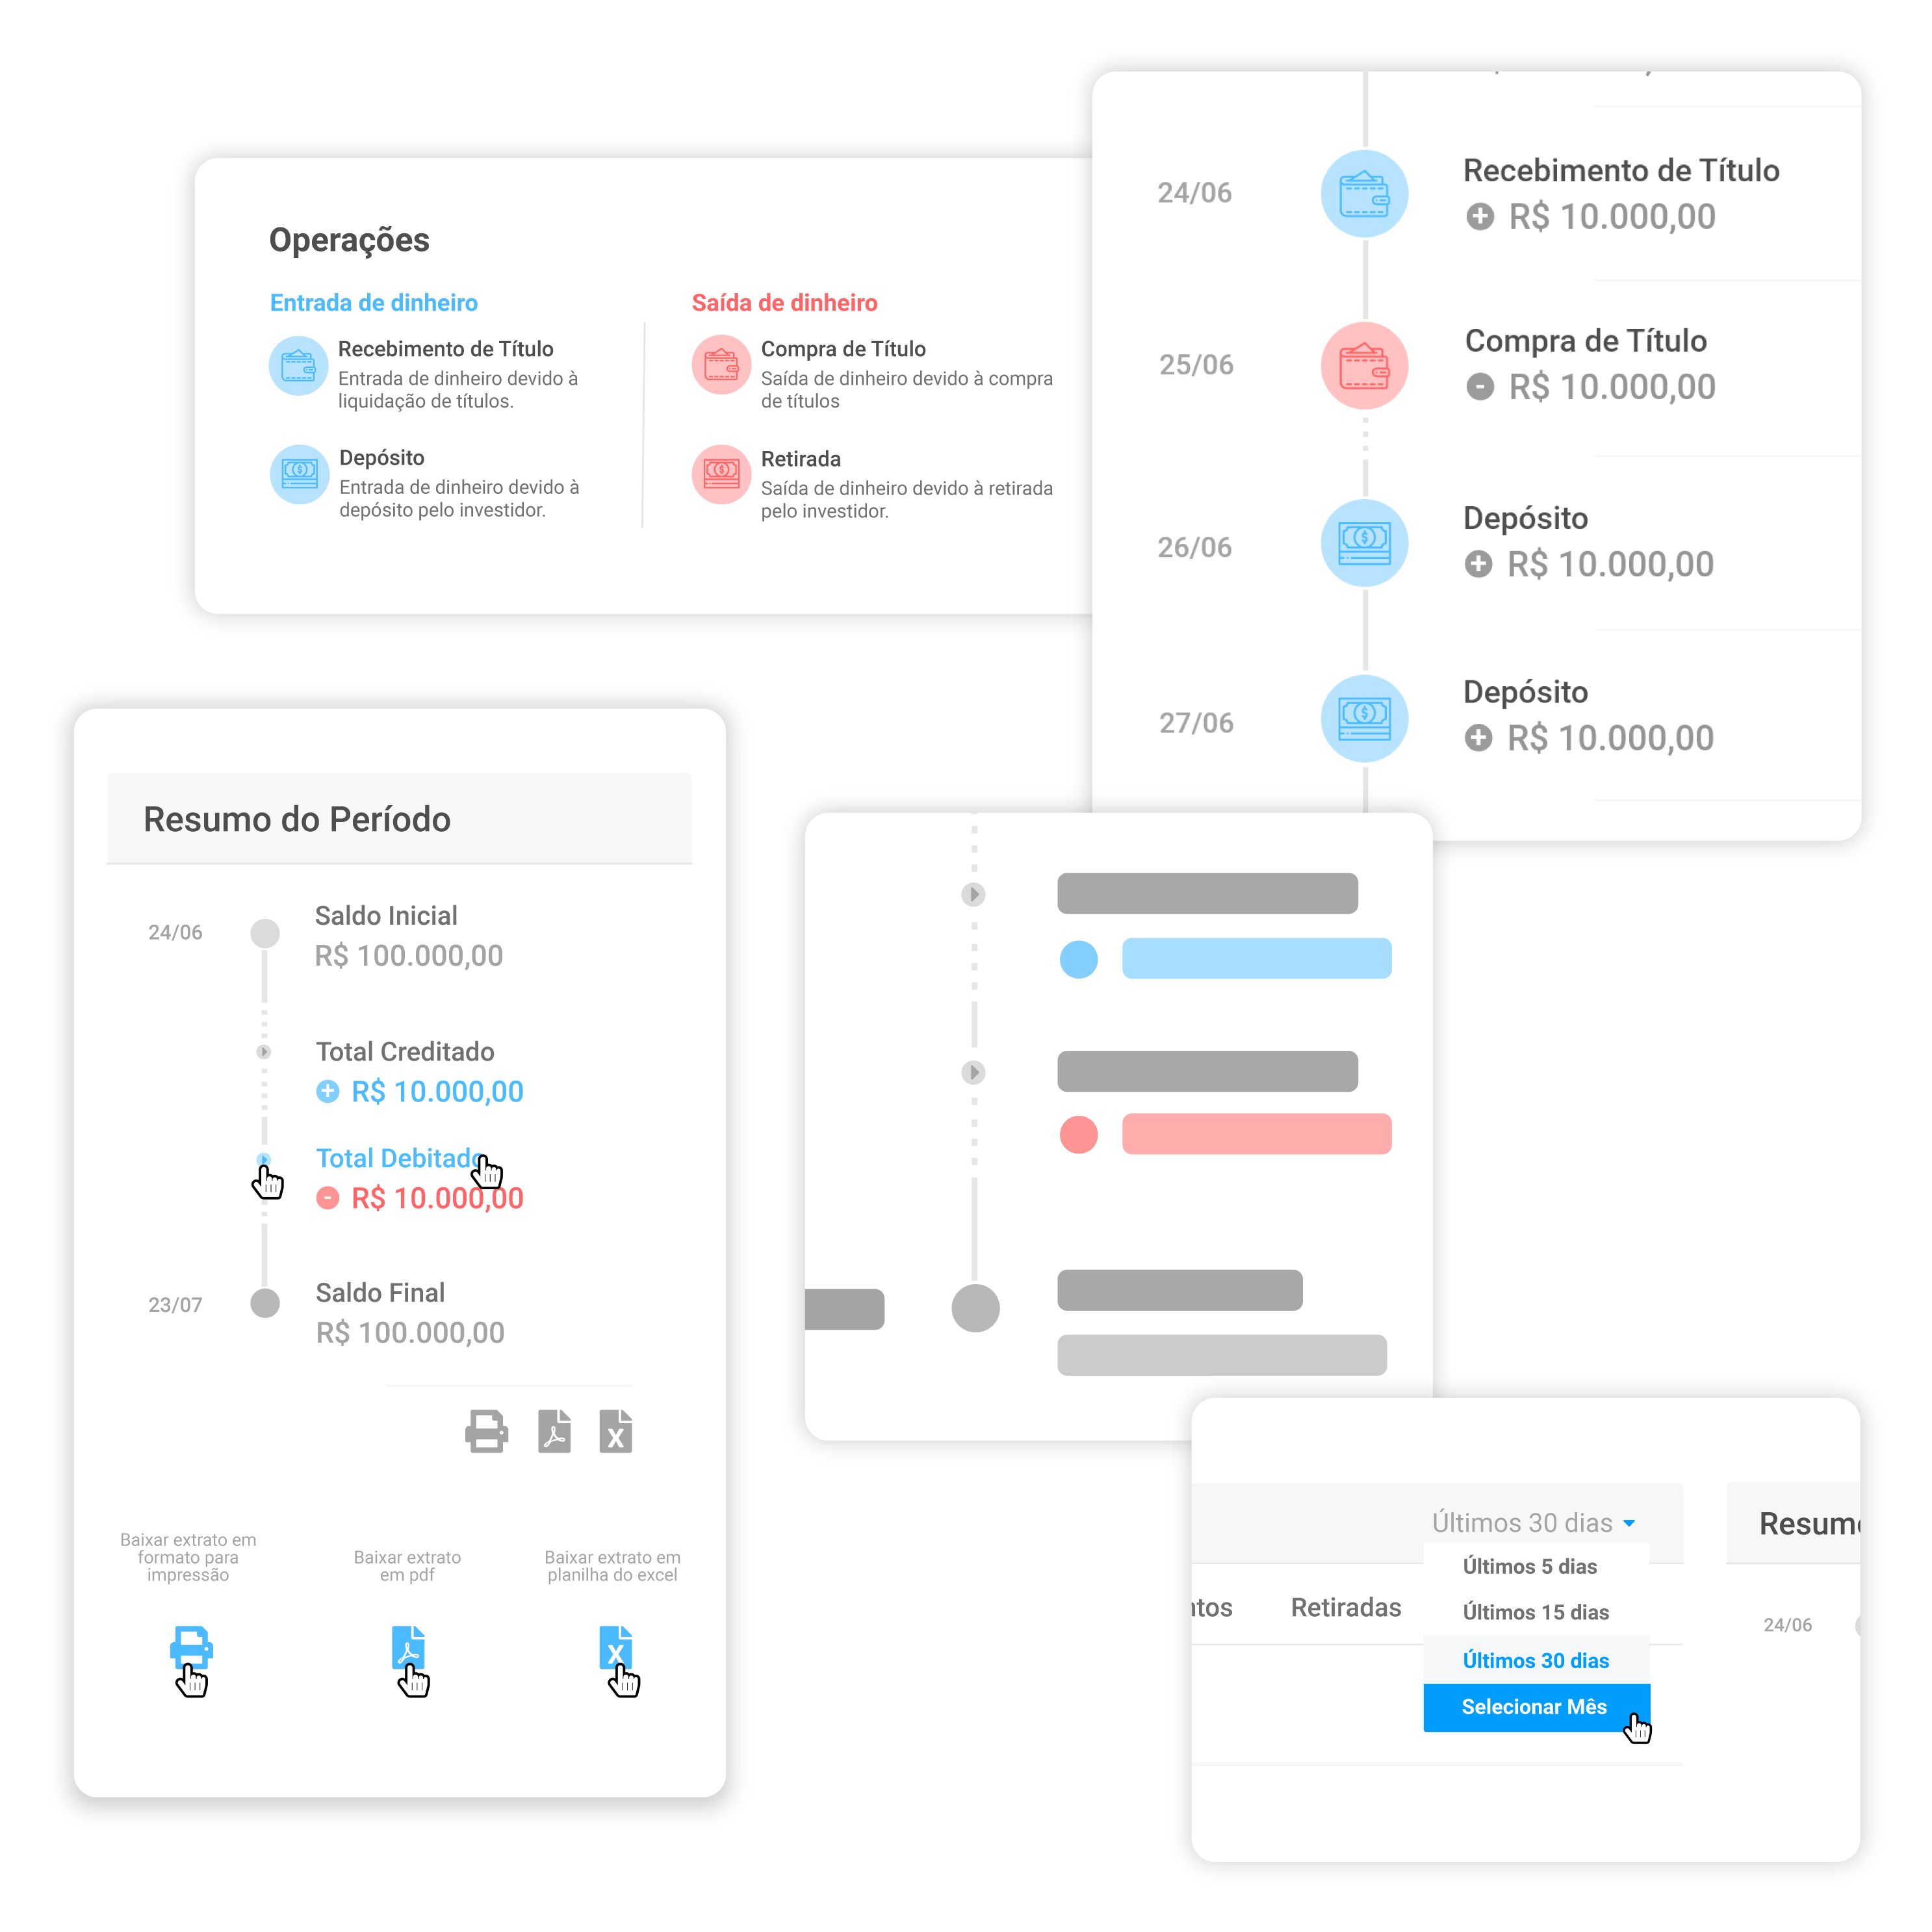 Operações
Entrada de dinheiro
Recebimento de Título
Entrada de dinheiro devido à
liquidação de títulos.
Depósito
Entrada de dinheiro devido à
depósito pelo investidor.
Saída de dinheiro
Compra de Título
Saída de dinheiro devido à compra
de títulos
Retirada
Saída de dinheiro devido à retirada
pelo investidor.
24/06
Recebimento de Título
+ R$ 10.000,00
25/06
Compra de Título
- R$ 10.000,00
26/06
Depósito
+ R$ 10.000,00
27/06
Depósito
+ R$ 10.000,00
Resumo do Período
24/06
Saldo Inicial
R$ 100.000,00
Total Creditado
+ R$ 10.000,00
Total Debitado
- R$ 10.000,00
23/07
Saldo Final
R$ 100.000,00
Baixar extrato em
formato para
impressão
Baixar extrato
em pdf
Baixar extrato em
planilha do excel
Últimos 30 dias
Últimos 5 dias
Últimos 15 dias
Últimos 30 dias
Selecionar Mês
Retiradas
24/06